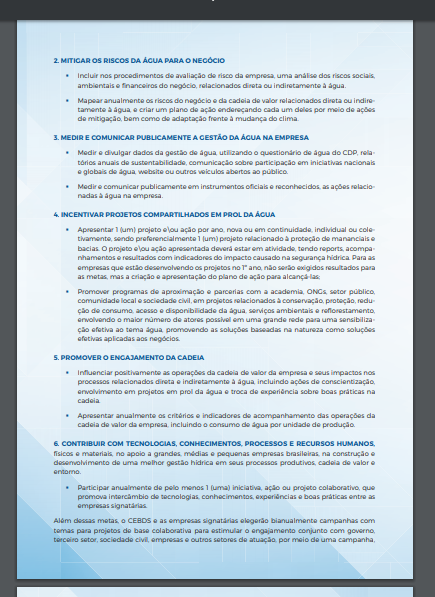 2. MITIGAR OS RISCOS DA ÁGUA PARA O NEGÓCIO
• Incluir nos procedimentos de avaliação de risco da empresa, uma análise dos riscos sociais,
ambientais e financeiros do negócio, relacionados direta ou indiretamente à água.
• Mapear anualmente os riscos do negócio e da cadeia de valor relacionados direta ou indire-
tamente à água, e criar um plano de ação endereçando cada um deles por meio de ações
de mitigação, bem como de adaptação frente à mudança do clima.
3. MEDIR E COMUNICAR PUBLICAMENTE A GESTÃO DA ÁGUA NA EMPRESA
• Medir e divulgar dados da gestão de água, utilizando o questionário de água do CDP, rela-
tórios anuais de sustentabilidade, comunicação sobre participação em iniciativas nacionais
e globais de água, website ou outros veículos abertos ao público.
• Medir e comunicar publicamente em instrumentos oficiais e reconhecidos, as ações relacio-
nadas à água na empresa.
4. INCENTIVAR PROJETOS COMPARTILHADOS EM PROL DA ÁGUA
• Apresentar 1 (um) projeto e\ou ação por ano, nova ou em continuidade, individual ou cole-
tivamente, sendo preferencialmente 1 (um) projeto relacionado à proteção de mananciais e
bacias. O projeto e\ou ação apresentada deverá estar em atividade, tendo reports, acompa-
nhamentos e resultados com indicadores do impacto causado na segurança hídrica. Para as
empresas que estão desenvolvendo os projetos no 1º ano, não serão exigidos resultados para
as metas, mas a criação e apresentação do plano de ação para alcançá-las;
• Promover programas de aproximação e parcerias com a academia, ONGs, setor público,
comunidade local e sociedade civil, em projetos relacionados à conservação, proteção, redu-
ção de consumo, acesso e disponibilidade da água, serviços ambientais e reflorestamento,
envolvendo o maior número de atores possível em uma grande rede para uma sensibiliza-
ção efetiva ao tema água, promovendo as soluções baseadas na natureza como soluções
efetivas aplicadas aos negócios.
5. PROMOVER O ENGAJAMENTO DA CADEIA
• Influenciar positivamente as operações da cadeia de valor da empresa e seus impactos nos
processos relacionados direta e indiretamente à água, incluindo ações de conscientização,
envolvimento em projetos em prol da água e troca de experiência sobre boas práticas na
cadeia.
• Apresentar anualmente os critérios e indicadores de acompanhamento das operações da
cadeia de valor da empresa, incluindo o consumo de água por unidade de produção.
6. CONTRIBUIR COM TECNOLOGIAS, CONHECIMENTOS, PROCESSOS E RECURSOS HUMANOS,
físicos e materiais, no apoio a grandes, médias e pequenas empresas brasileiras, na construção e
desenvolvimento de uma melhor gestão hídrica em seus processos produtivos, cadeia de valor e
entorno.
• Participar anualmente de pelo menos 1 (uma) iniciativa, ação ou projeto colaborativo, que
promova intercâmbio de tecnologias, conhecimentos, experiências e boas práticas entre as
empresas signatárias.
Além dessas metas, o CEBDS e as empresas signatárias elegerão bianualmente campanhas com
temas para projetos de base colaborativa para estimular o engajamento conjunto com governo,
terceiro setor, sociedade civil, empresas e outros setores de atuação, por meio de uma campanha,